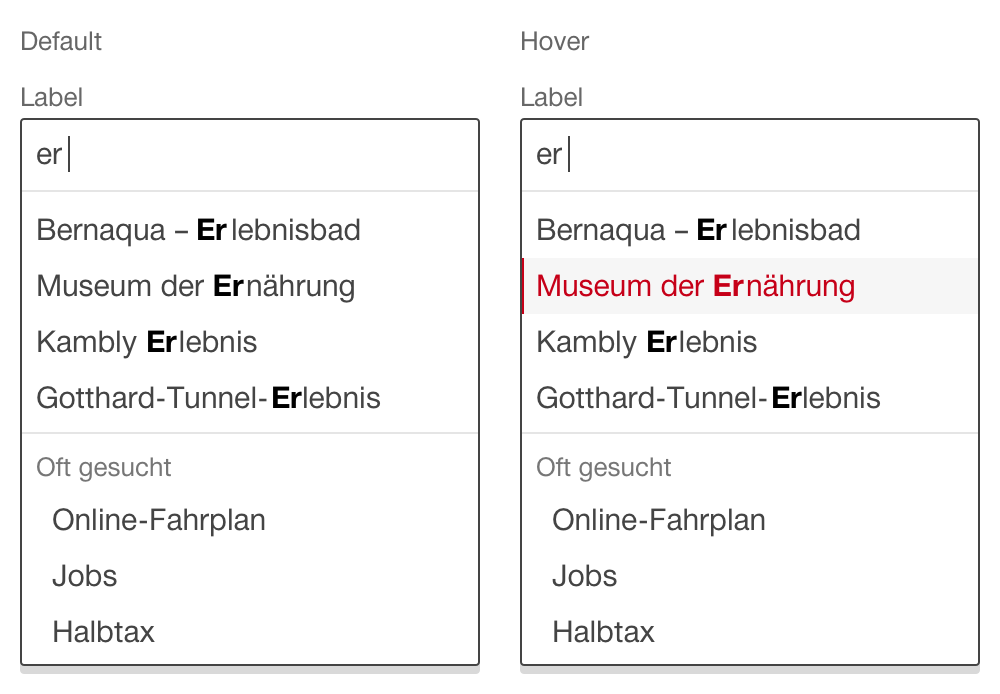 Default
Label
er
Bernaqua – Erlebnisbad
Museum der Ernährung
Kambly Erlebnis
Gotthard-Tunnel-Erlebnis
Oft gesucht
Online-Fahrplan
Jobs
Halbtax
Hover
Label
er
Bernaqua – Erlebnisbad
Museum der Ernährung
Kambly Erlebnis
Gotthard-Tunnel-Erlebnis
Oft gesucht
Online-Fahrplan
Jobs
Halbtax